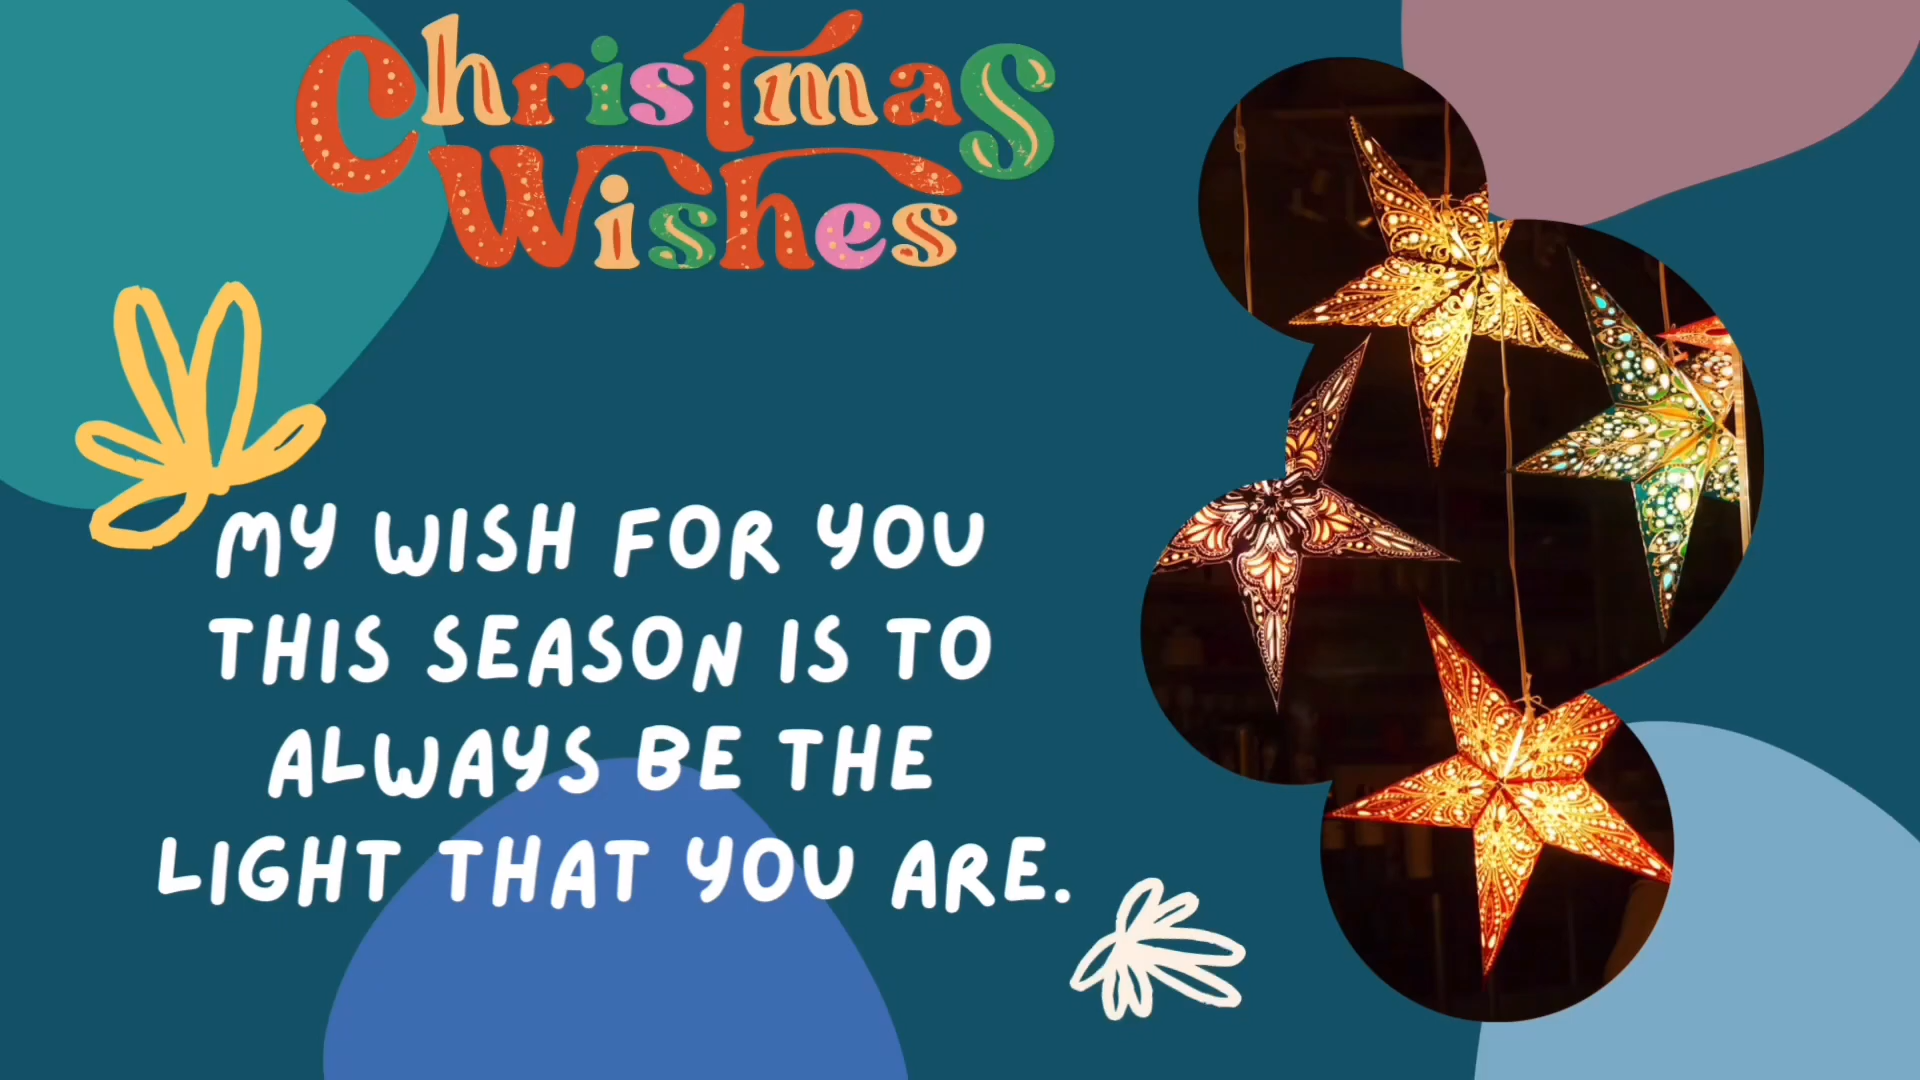 Christmas
Wishes
MY WISH FOR YOU
THIS SEASON IS TO
ALWAYS BE THE
LIGHT THAT YOU ARE.